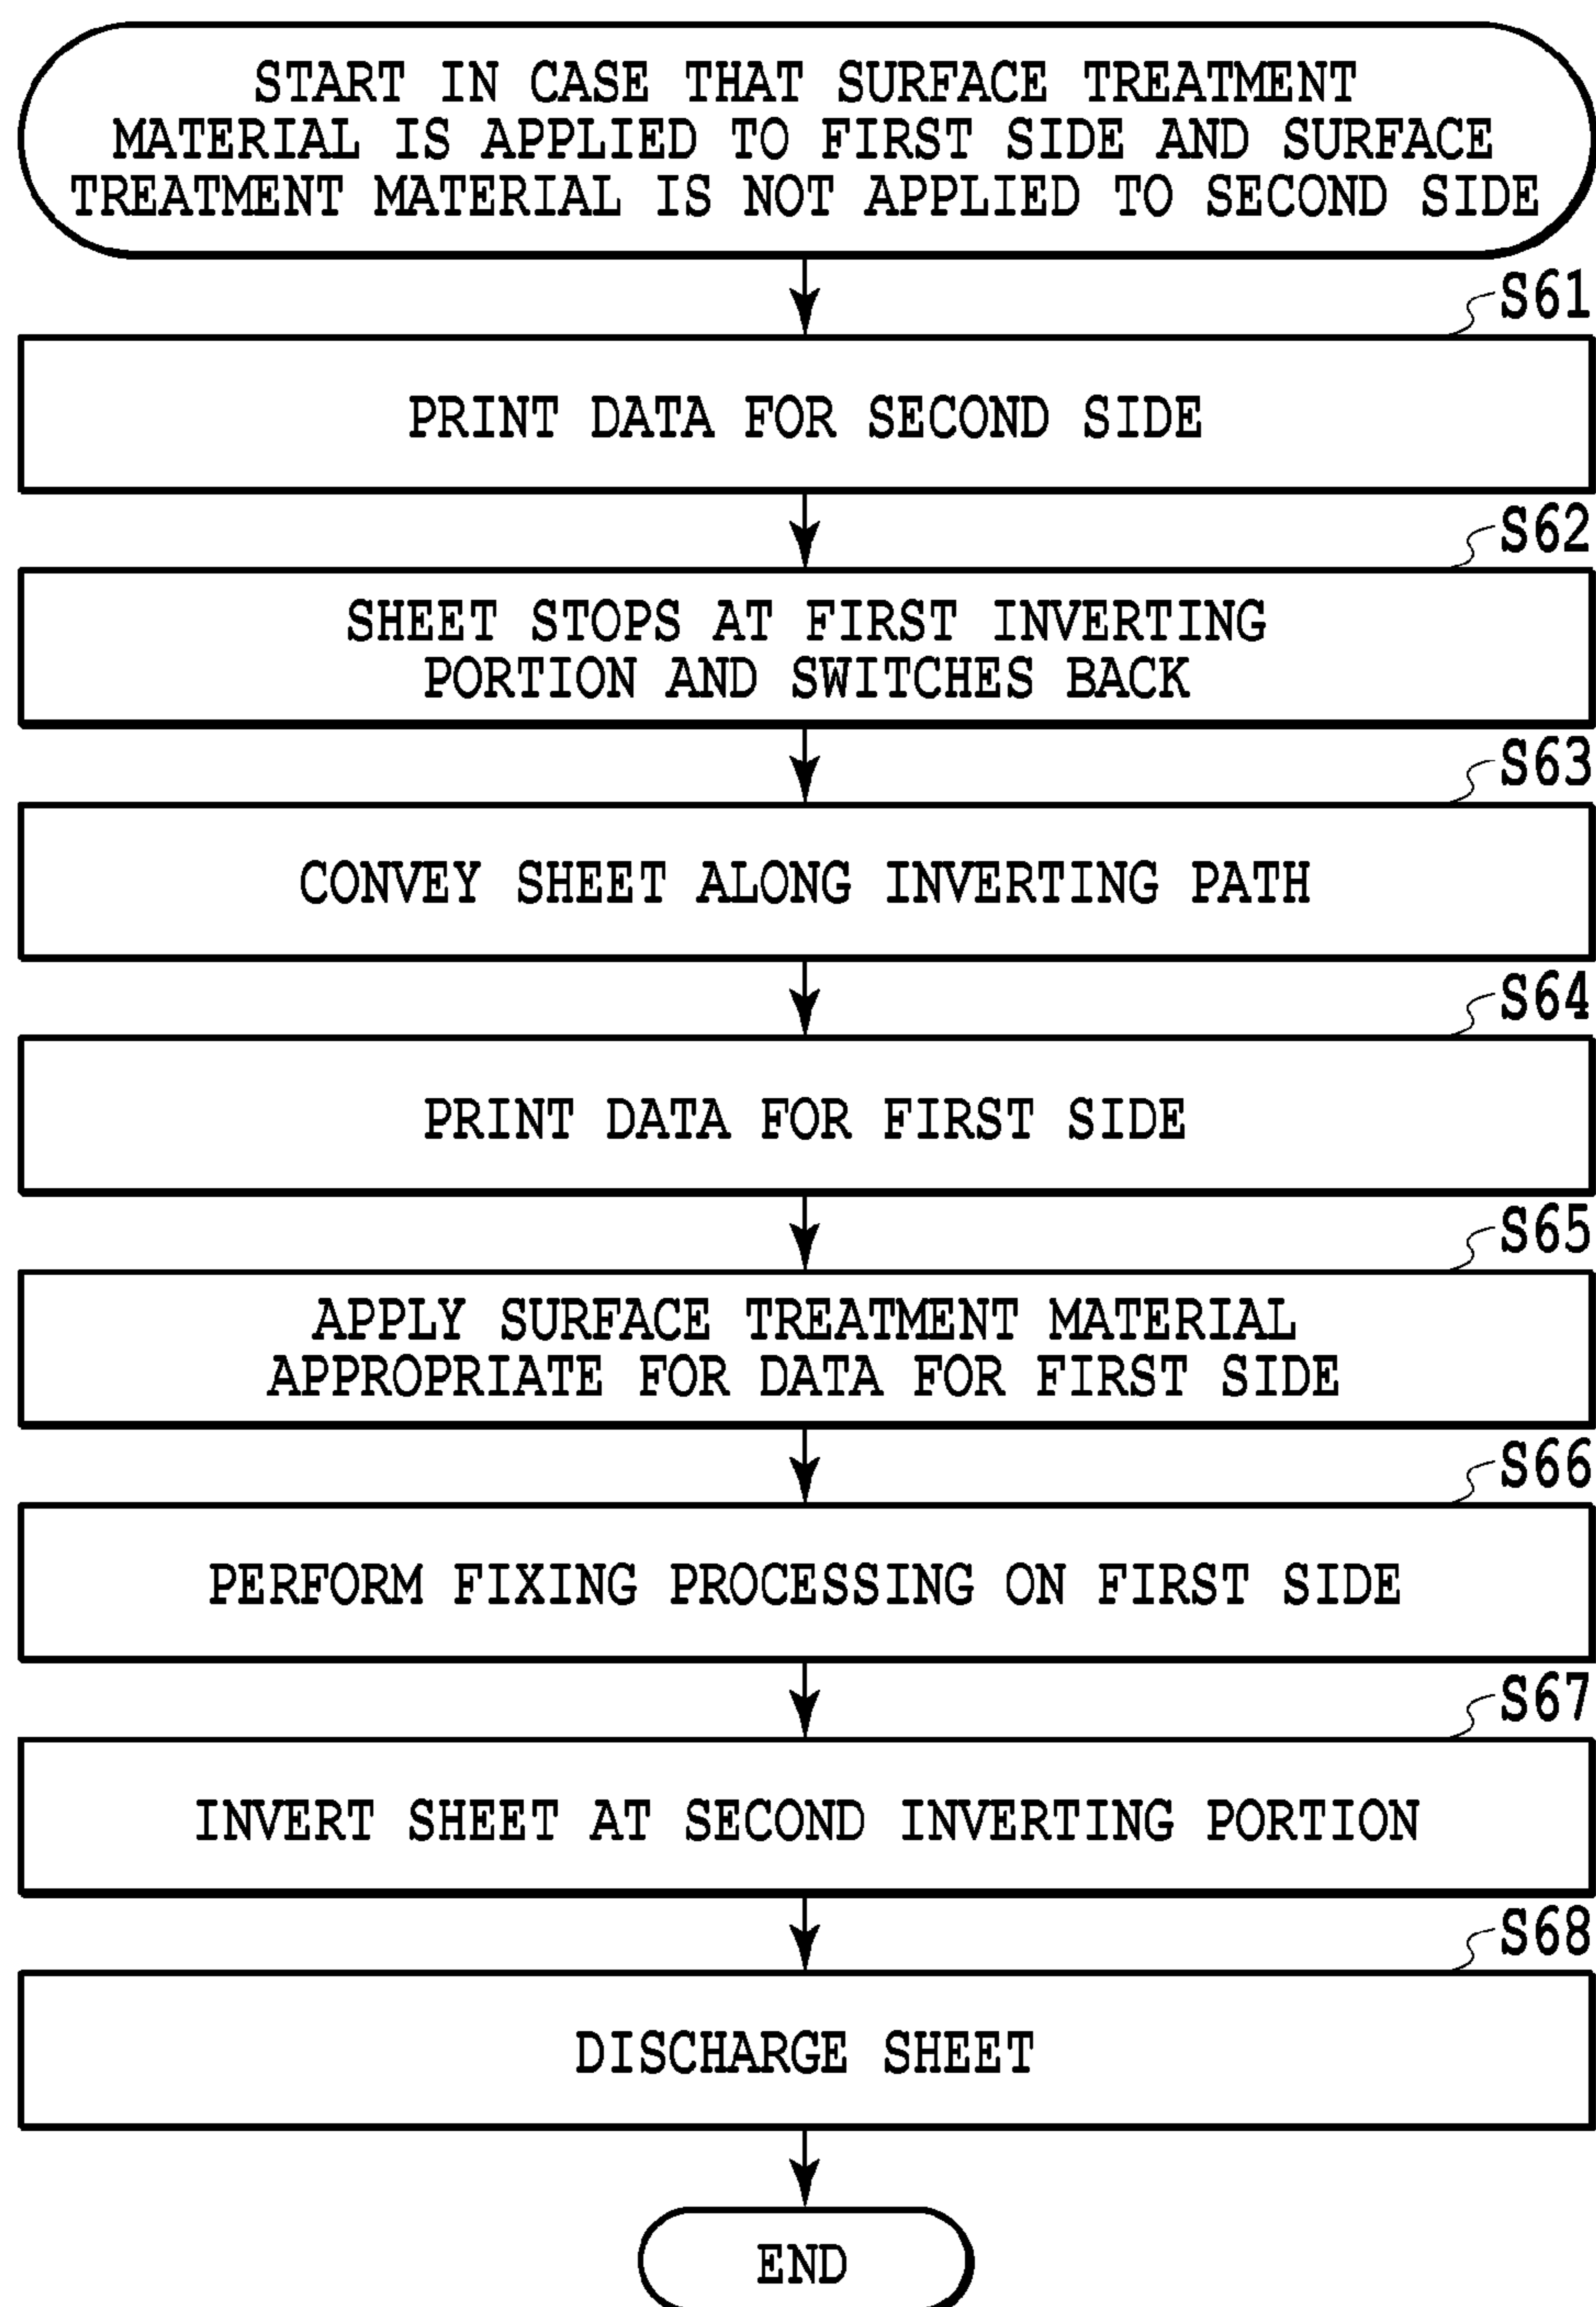 START IN CASE THAT SURFACE TREATMENT
MATERIAL IS APPLIED TO FIRST SIDE AND SURFACE
TREATMENT MATERIAL IS NOT APPLIED TO SECOND SIDE
S61
PRINT DATA FOR SECOND SIDE
S62
SHEET STOPS AT FIRST INVERTING
PORTION AND SWITCHES BACK
S63
CONVEY SHEET ALONG INVERTING PATH
S64
PRINT DATA FOR FIRST SIDE
S65
APPLY SURFACE TREATMENT MATERIAL
APPROPRIATE FOR DATA FOR FIRST SIDE
S66
PERFORM FIXING PROCESSING ON FIRST SIDE
S67
INVERT SHEET AT SECOND INVERTING PORTION
S68
DISCHARGE SHEET
END